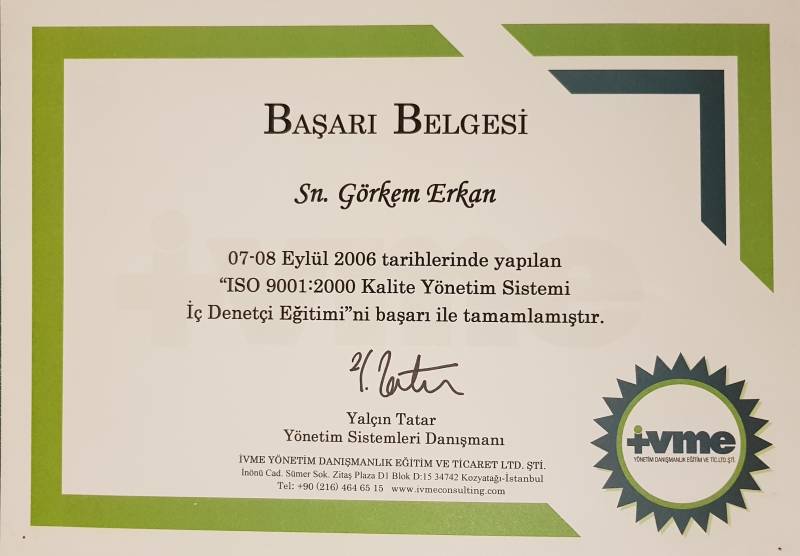 BAŞARI BELGESİ
Sn. Görkem Erkan
07-08 Eylül 2006 tarihlerinde yapılan
“ISO 9001:2000 Kalite Yönetim Sistemi
İç Denetçi Eğitimi”ni başarı ile tamamlamıştır.
Y. Tatar
Yalçın Tatar
Yönetim Sistemleri Danışmanı
İVME YÖNETİM DANIŞMANLIK EĞİTİM VE TİCARET LTD. ŞTİ.
İnönü Cad. Sümer Sok. Zitaş Plaza D1 Blok D:15 34742 Kozyatağı-İstanbul
Tel: +90 (216) 464 65 15 www.ivmeconsulting.com
ivme
YÖNETİM DANIŞMANLIK EĞİTİM VE TİC.LTD.ŞTİ.
ivme